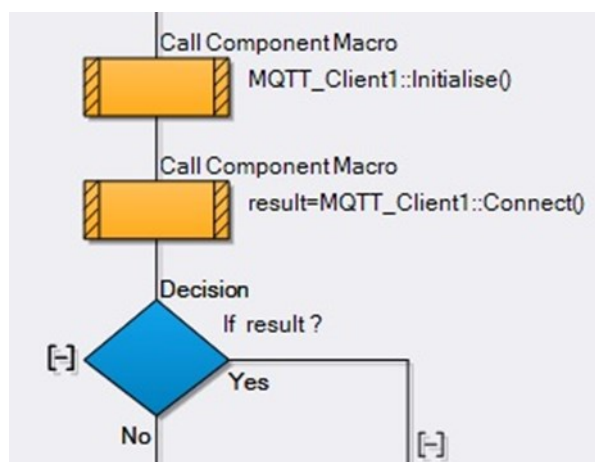 Call Component Macro
MQTT_Client1::Initialise()
Call Component Macro
result=MQTT_Client1::Connect()
Decision
If result ?
[-]
Yes
No
[-]